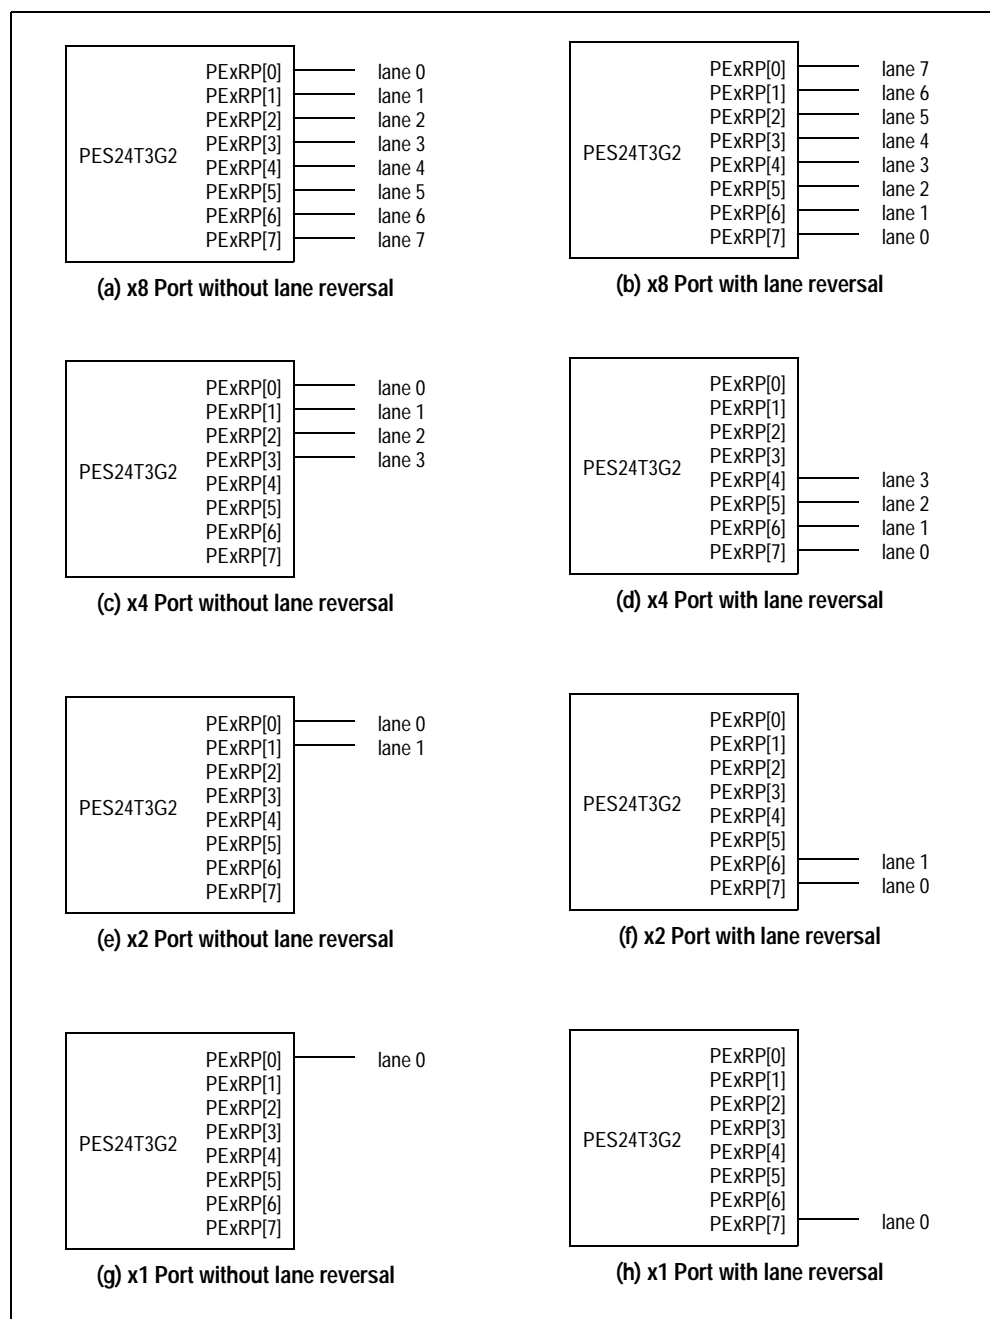 PExRP[0] lane 0
PExRP[1] lane 1
PExRP[2] lane 2
PExRP[3] lane 3
PES24T3G2
PExRP[4] lane 4
PExRP[5] lane 5
PExRP[6] lane 6
PExRP[7] lane 7
(a) x8 Port without lane reversal
PExRP[0] lane 7
PExRP[1] lane 6
PExRP[2] lane 5
PExRP[3] lane 4
PES24T3G2
PExRP[4] lane 3
PExRP[5] lane 2
PExRP[6] lane 1
PExRP[7] lane 0
(b) x8 Port with lane reversal
PExRP[0] lane 0
PExRP[1] lane 1
PExRP[2] lane 2
PExRP[3] lane 3
PES24T3G2
PExRP[4]
PExRP[5]
PExRP[6]
PExRP[7]
(c) x4 Port without lane reversal
PExRP[0]
PExRP[1]
PExRP[2]
PExRP[3]
PES24T3G2
PExRP[4] lane 3
PExRP[5] lane 2
PExRP[6] lane 1
PExRP[7] lane 0
(d) x4 Port with lane reversal
PExRP[0] lane 0
PExRP[1] lane 1
PExRP[2]
PExRP[3]
PES24T3G2
PExRP[4]
PExRP[5]
PExRP[6]
PExRP[7]
(e) x2 Port without lane reversal
PExRP[0]
PExRP[1]
PExRP[2]
PExRP[3]
PES24T3G2
PExRP[4]
PExRP[5]
PExRP[6] lane 1
PExRP[7] lane 0
(f) x2 Port with lane reversal
PExRP[0] lane 0
PExRP[1]
PExRP[2]
PExRP[3]
PES24T3G2
PExRP[4]
PExRP[5]
PExRP[6]
PExRP[7]
(g) x1 Port without lane reversal
PExRP[0]
PExRP[1]
PExRP[2]
PExRP[3]
PES24T3G2
PExRP[4]
PExRP[5]
PExRP[6]
PExRP[7] lane 0
(h) x1 Port with lane reversal